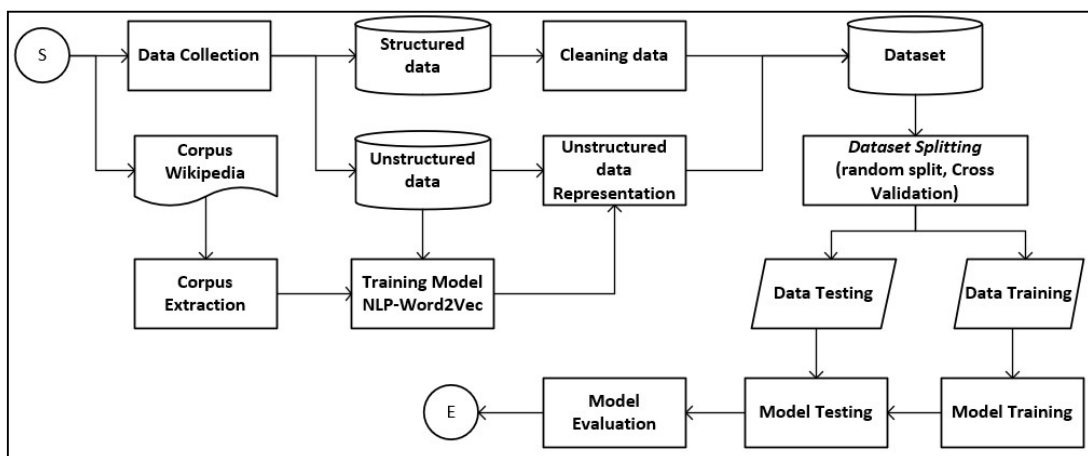 S
Data Collection
Structured
data
Cleaning data
Dataset
Corpus
Wikipedia
Unstructured
data
Unstructured
data
Representation
Dataset Splitting
(random split, Cross
Validation)
Corpus
Extraction
Training Model
NLP-Word2Vec
Data Testing
Data Training
E
Model
Evaluation
Model Testing
Model Training